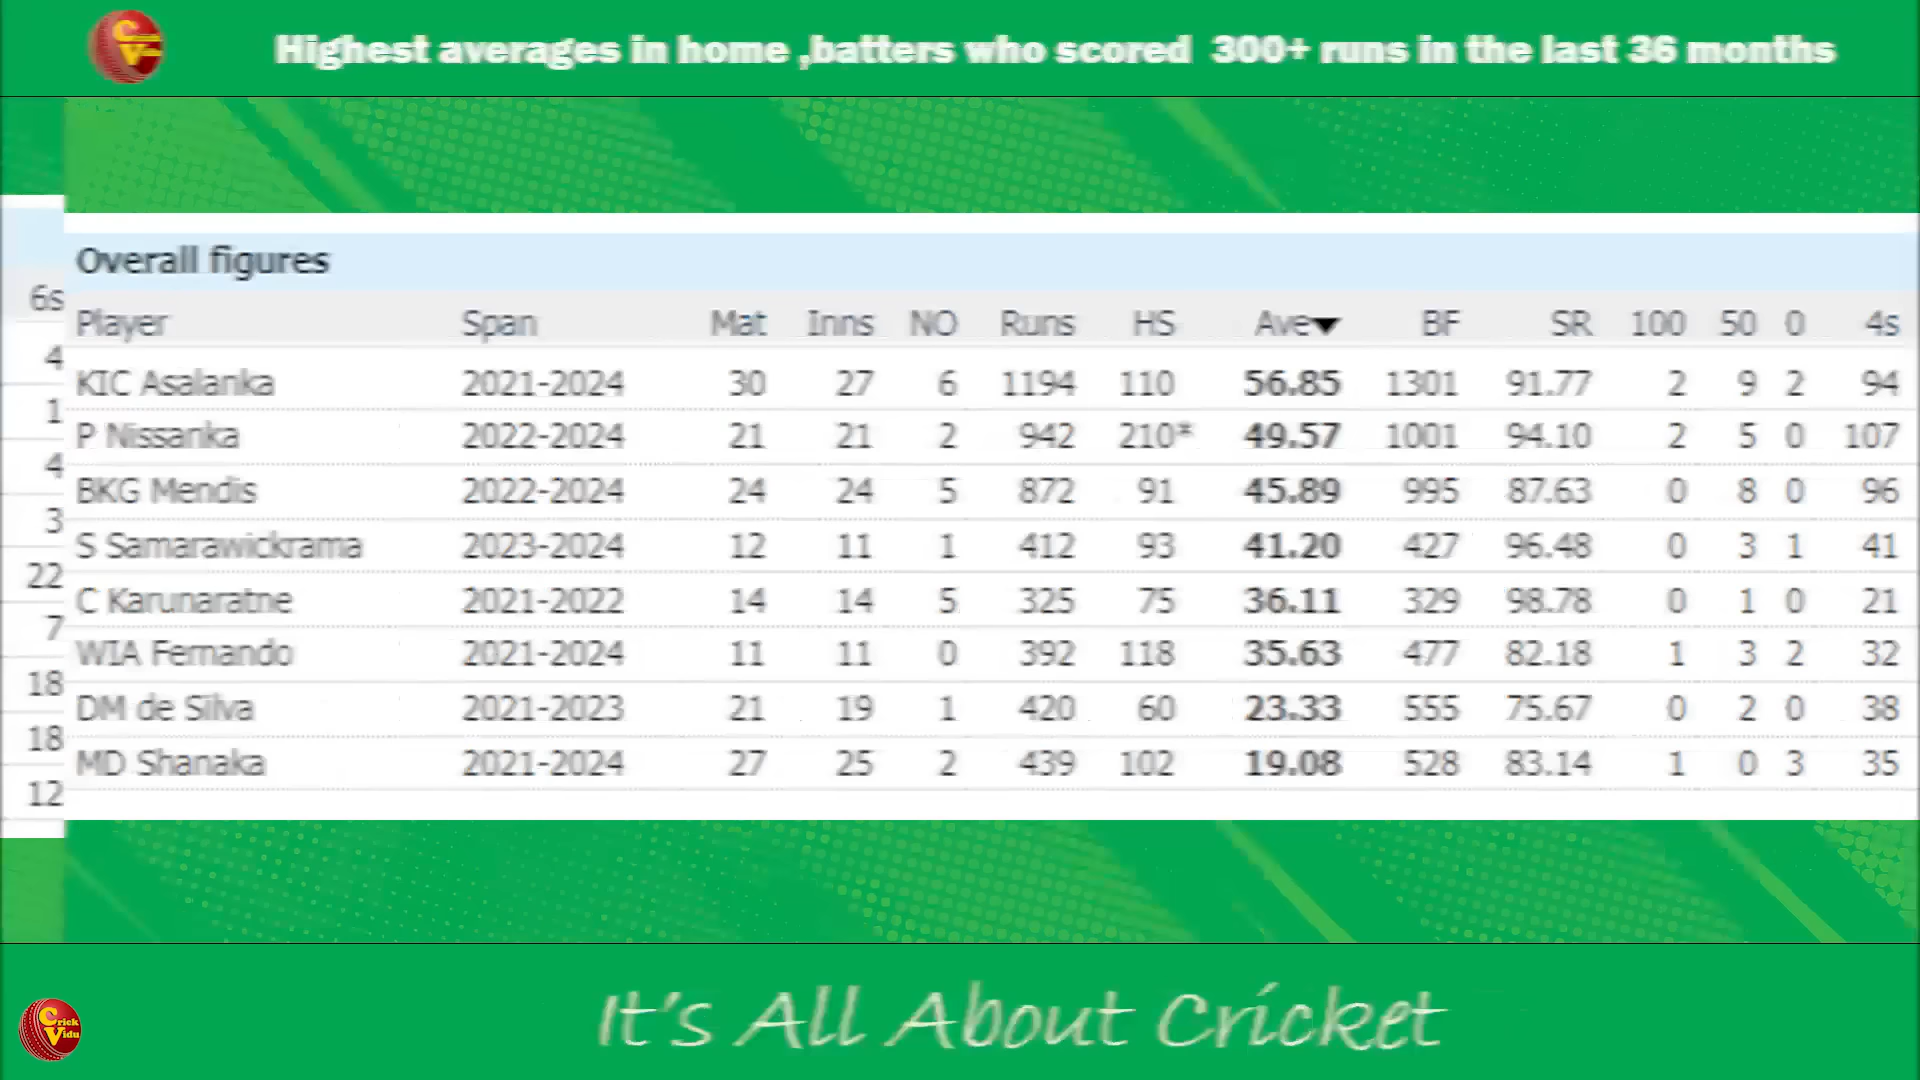 Highest averages in home ,batters who scored 300+ runs in the last 36 months
Overall figures
6s Player Span Mat Inns NO Runs HS Ave▼ BF SR 100 50 0 4s
4 KIC Asalanka 2021-2024 30 27 6 1194 110 56.85 1301 91.77 2 9 2 94
1 P Nissanka 2022-2024 21 21 2 942 210* 49.57 1001 94.10 2 5 0 107
4 BKG Mendis 2022-2024 24 24 5 872 91 45.89 995 87.63 0 8 0 96
3 S Samarawickrama 2023-2024 12 11 1 412 93 41.20 427 96.48 0 3 1 41
22 C Karunaratne 2021-2022 14 14 5 325 75 36.11 329 98.78 0 1 0 21
7 WIA Fernando 2021-2024 11 11 0 392 118 35.63 477 82.18 1 3 2 32
18 DM de Silva 2021-2023 21 19 1 420 60 23.33 555 75.67 0 2 0 38
18 MD Shanaka 2021-2024 27 25 2 439 102 19.08 528 83.14 1 0 3 35
12
It's All About Cricket
Crick
Vidu